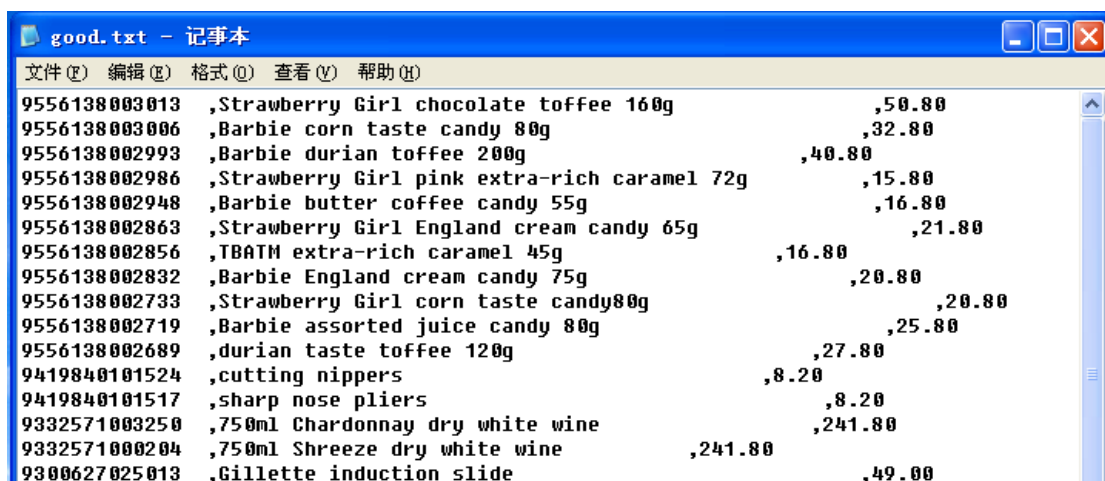 good.txt - 记事本
文件(F) 编辑(E) 格式(O) 查看(V) 帮助(H)
9556138003013 ,Strawberry Girl chocolate toffee 160g ,50.80
9556138003006 ,Barbie corn taste candy 80g ,32.80
9556138002993 ,Barbie durian toffee 200g ,40.80
9556138002986 ,Strawberry Girl pink extra-rich caramel 72g ,15.80
9556138002948 ,Barbie butter coffee candy 55g ,16.80
9556138002863 ,Strawberry Girl England cream candy 65g ,21.80
9556138002856 ,TBATM extra-rich caramel 45g ,16.80
9556138002832 ,Barbie England cream candy 75g ,20.80
9556138002733 ,Strawberry Girl corn taste candy80g ,20.80
9556138002719 ,Barbie assorted juice candy 80g ,25.80
9556138002689 ,durian taste toffee 120g ,27.80
9419840101524 ,cutting nippers ,8.20
9419840101517 ,sharp nose pliers ,8.20
9332571003250 ,750ml Chardonnay dry white wine ,241.80
9332571000204 ,750ml Shreeze dry white wine ,241.80
9300627025013 ,Gillette induction slide ,49.00